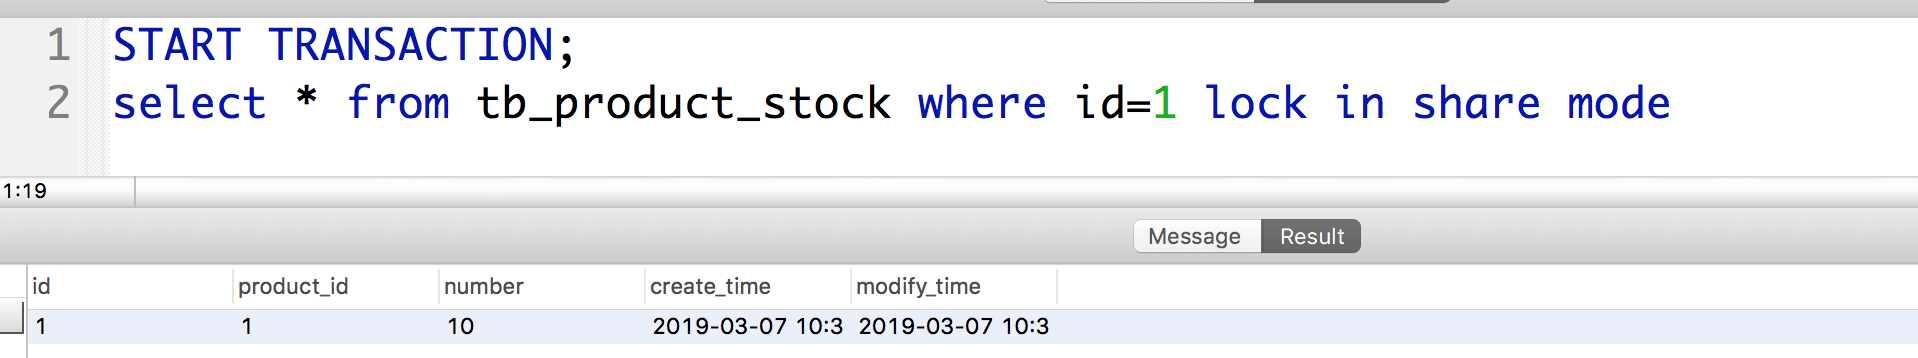 1 START TRANSACTION;
2 select * from tb_product_stock where id=1 lock in share mode
1:19
Message Result
id product_id number create_time modify_time
1 1 10 2019-03-07 10:3 2019-03-07 10:3